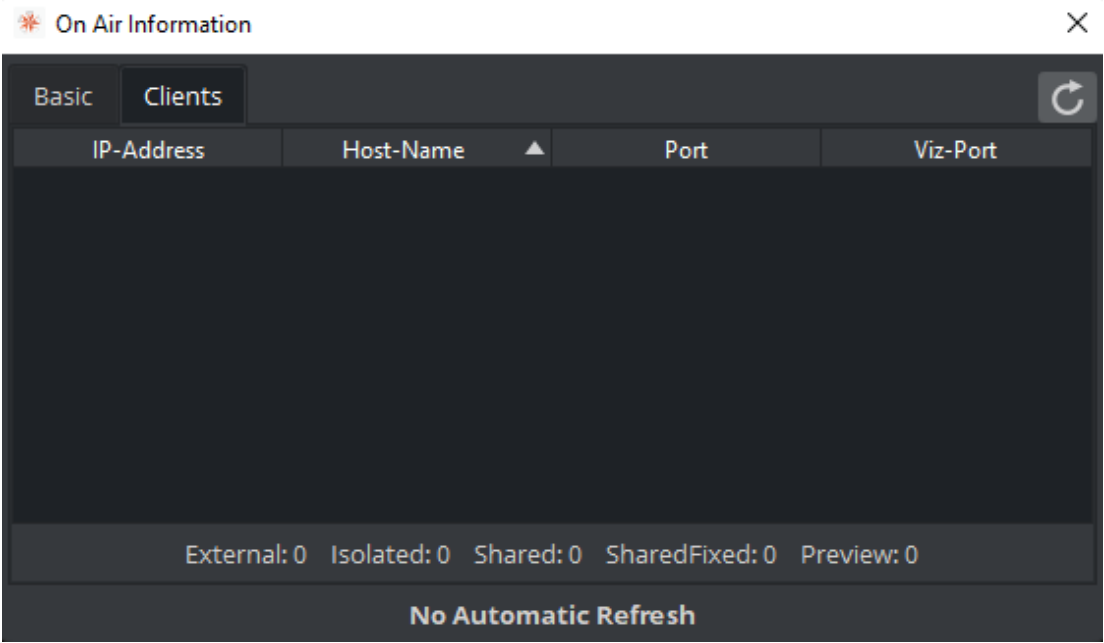 On Air Information
Basic Clients
IP-Address Host-Name Port Viz-Port
External: 0 Isolated: 0 Shared: 0 SharedFixed: 0 Preview: 0
No Automatic Refresh